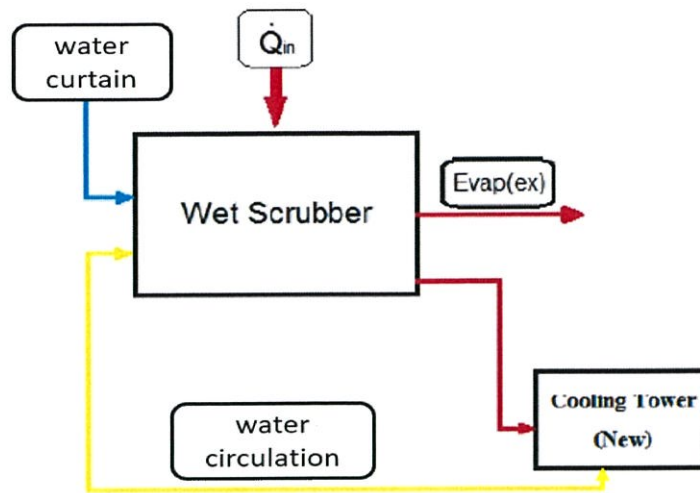 water
curtain
Q̇in
Wet Scrubber
Evap(ex)
Cooling Tower
(New)
water
circulation